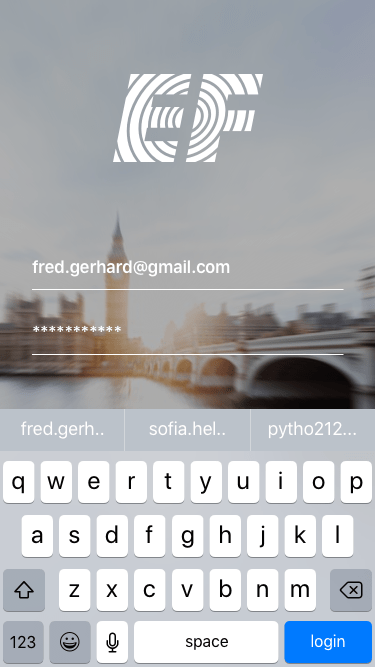 EF
fred.gerhard@gmail.com
***********
fred.gerh..
sofia.hel..
pytho212...
q w e r t y u i o p
a s d f g h j k l
z x c v b n m
123 space login